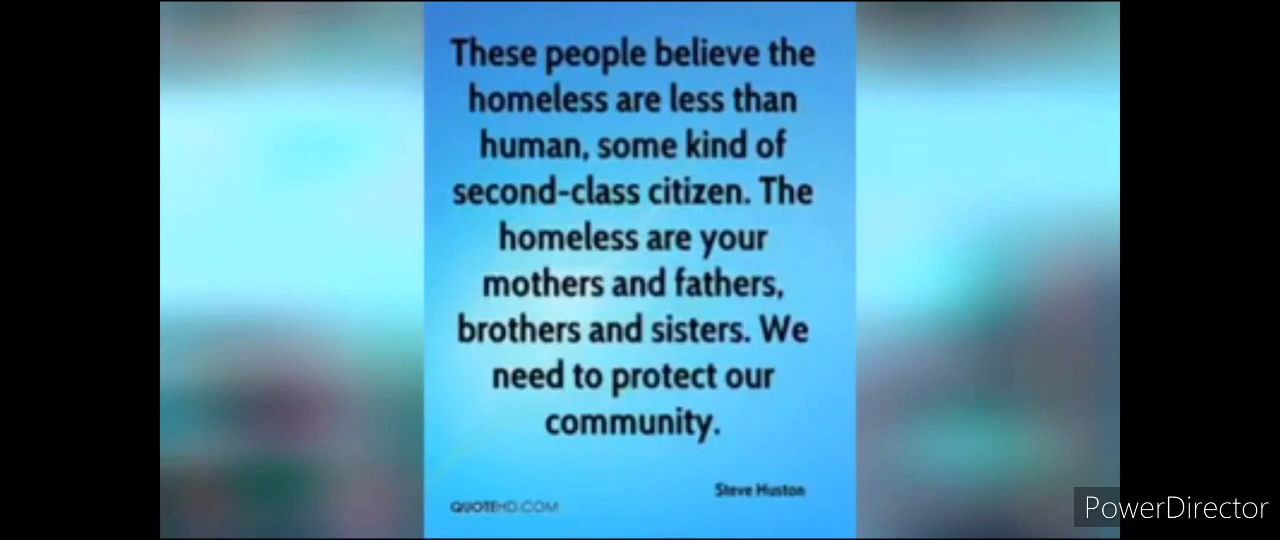 These people believe the
homeless are less than
human, some kind of
second-class citizen. The
homeless are your
mothers and fathers,
brothers and sisters. We
need to protect our
community.
Steve Huston
QUOTEHD.COM
PowerDirector